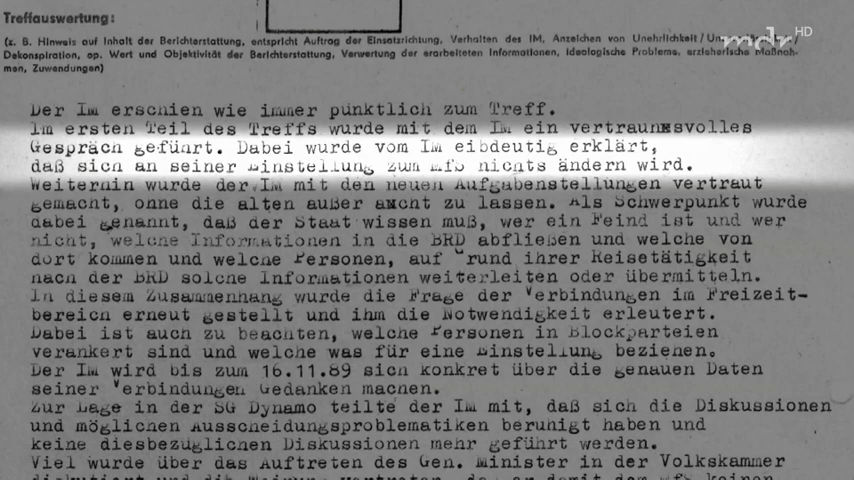 Treffauswertung:
mdr HD
(z. B. Hinweis auf Inhalt der Berichterstattung, entspricht Auftrag der Einsatzrichtung, Verhalten des IM, Anzeichen von Unehrlichkeit/
Dekonspiration, op. Wert und Objektivität der Berichterstattung, Verwertung der erarbeiteten Informationen, ideologische Probleme, erzieherische Maßnah-
men, Zuwendungen)
Der Im erschien wie immer pünktlich zum Treff.
Im ersten Teil des Treffs wurde mit dem Im ein vertraunsvolles
Gespräch geführt. Dabei wurde vom Im eibdeutig erklärt,
daß sich an seiner Einstellung zum Mfs nichts ändern wird.
Weiterhin wurde der Im mit den neuen Aufgabenstellungen vertraut
gemacht, ohne die alten außer axcht zu lassen. Als Schwerpunkt wurde
dabei genannt, daß der Staat wissen muß, wer ein Feind ist und wer
nicht, welche Informationen in die BRD abfließen und welche von
dort kommen und welche Personen, auf Grund ihrer Reisetätigkeit
nach der BRD solche Informationen weiterleiten oder übermitteln.
In diesem Zusammenhang wurde die Frage der Verbindungen im Freizeit-
bereich erneut gestellt und ihm die Notwendigkeit erleutert.
Dabei ist auch zu beachten, welche Personen in Blockparteien
verankert sind und welche was für eine Einstellung beziehen.
Der Im wird bis zum 16.11.89 sich konkret über die genauen Daten
seiner Verbindungen Gedanken machen.
Zur Lage in der SG Dynamo teilte der Im mit, daß sich die Diskussionen
und möglichen Ausscheidungsproblematiken beruhigt haben und
keine diesbezüglichen Diskussionen mehr geführt werden.
Viel wurde über das Auftreten des Gen. Minister in der Volkskammer